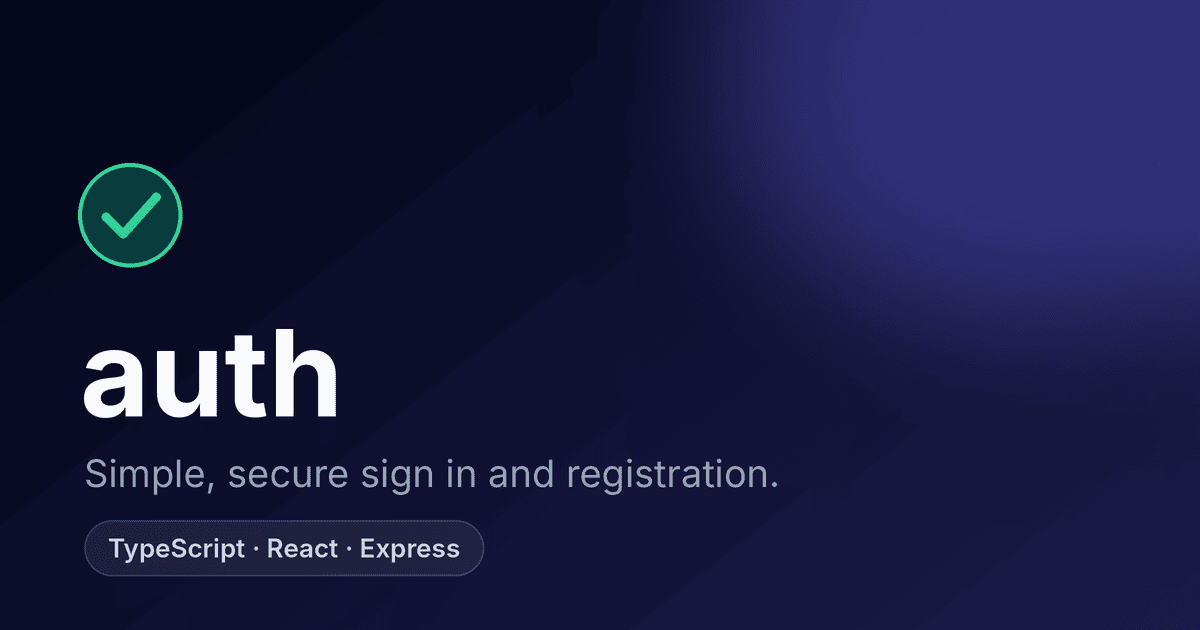 auth
Simple, secure sign in and registration.
TypeScript · React · Express